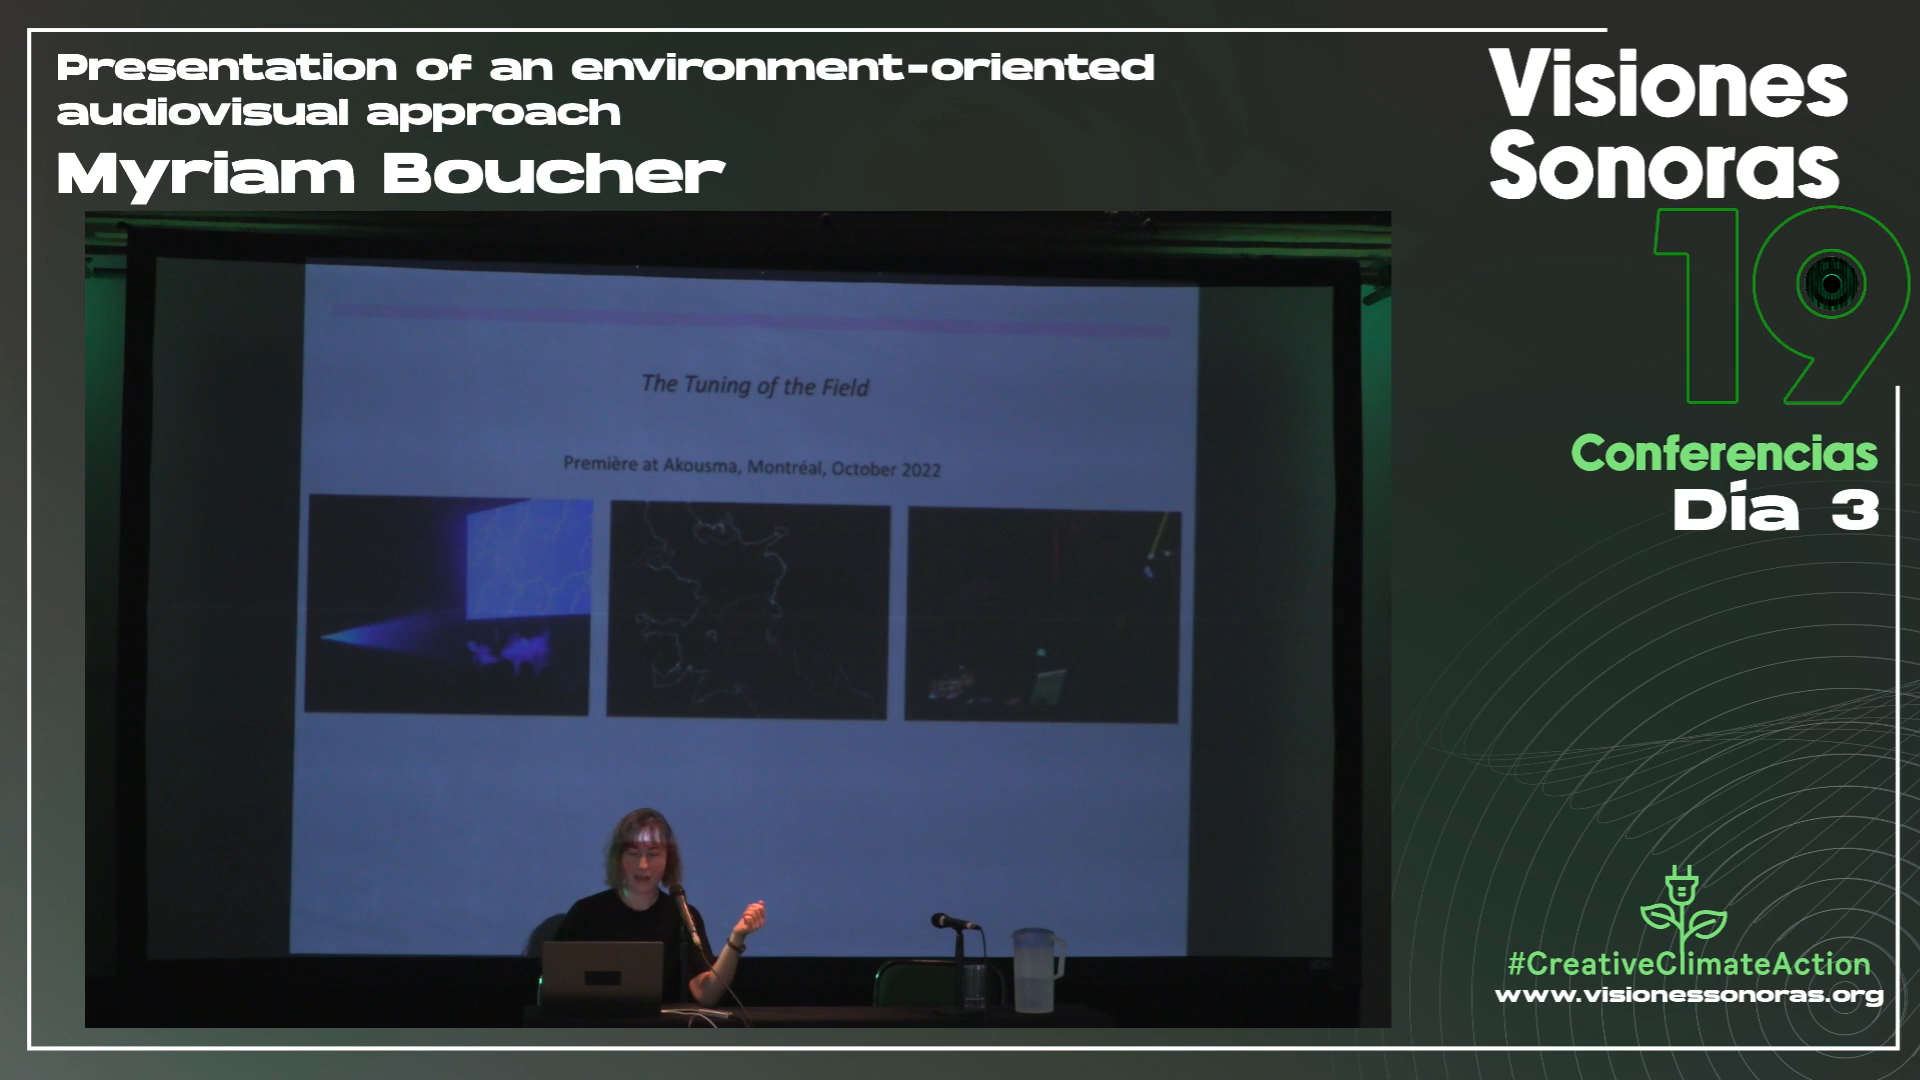 Presentation of an environment-oriented
audiovisual approach
Myriam Boucher
Visiones
Sonoras
19
Conferencias
Día 3
The Tuning of the Field
Première at Akousma, Montréal, October 2022
#CreativeClimateAction
www.visionessonoras.org